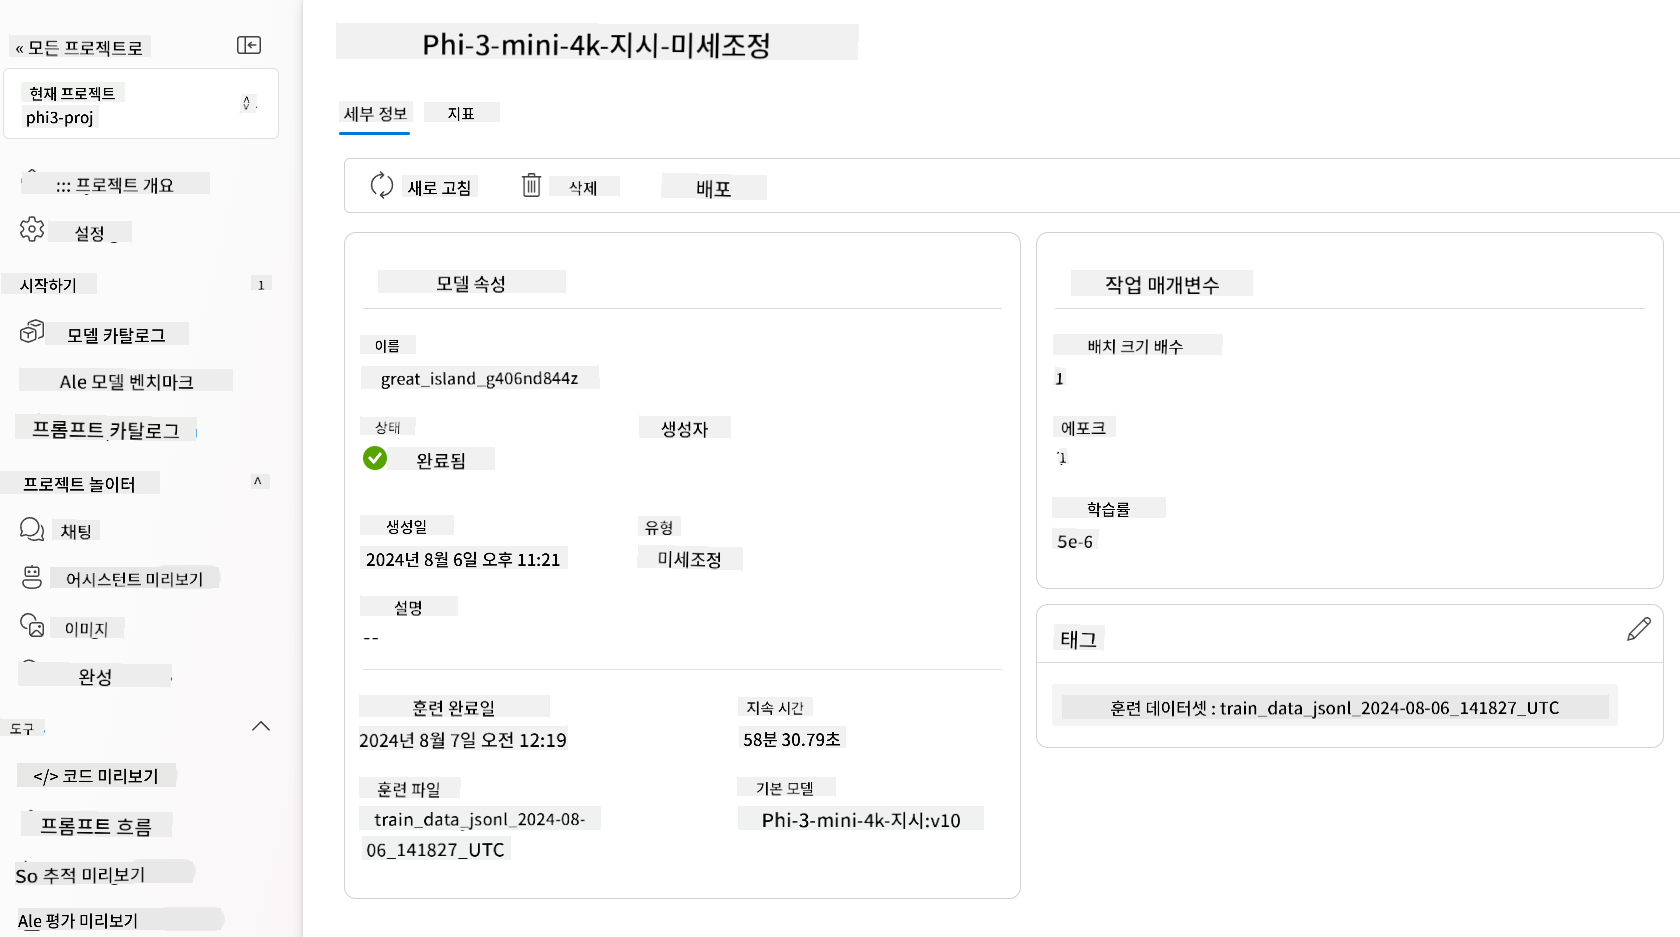 « 모든 프로젝트로
현재 프로젝트
phi3-proj
::: 프로젝트 개요
설정
시작하기
1
모델 카탈로그
Ale 모델 벤치마크
프롬프트 카탈로그
프로젝트 놀이터
^
채팅
어시스턴트 미리보기
이미지
완성
도구
</> 코드 미리보기
프롬프트 흐름
So 추적 미리보기
Ale 평가 미리보기
Phi-3-mini-4k-지시-미세조정
세부 정보 지표
새로 고침 삭제 배포
모델 속성
이름
great_island_g406nd844z
상태 생성자
완료됨
생성일 유형
2024년 8월 6일 오후 11:21 미세조정
설명
--
훈련 완료일 지속 시간
2024년 8월 7일 오전 12:19 58분 30.79초
훈련 파일 기본 모델
train_data_jsonl_2024-08- Phi-3-mini-4k-지시:v10
06_141827_UTC
작업 매개변수
배치 크기 배수
1
에포크
1
학습률
5e-6
태그
훈련 데이터셋 : train_data_jsonl_2024-08-06_141827_UTC